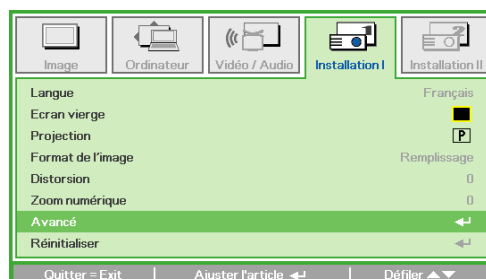 Image Ordinateur Vidéo / Audio Installation I Installation II
Langue Français
Ecran vierge
Projection P
Format de l'image Remplissage
Distorsion 0
Zoom numérique 0
Avancé
Réinitialiser
Quitter = Exit | Ajuster l'article | Défiler